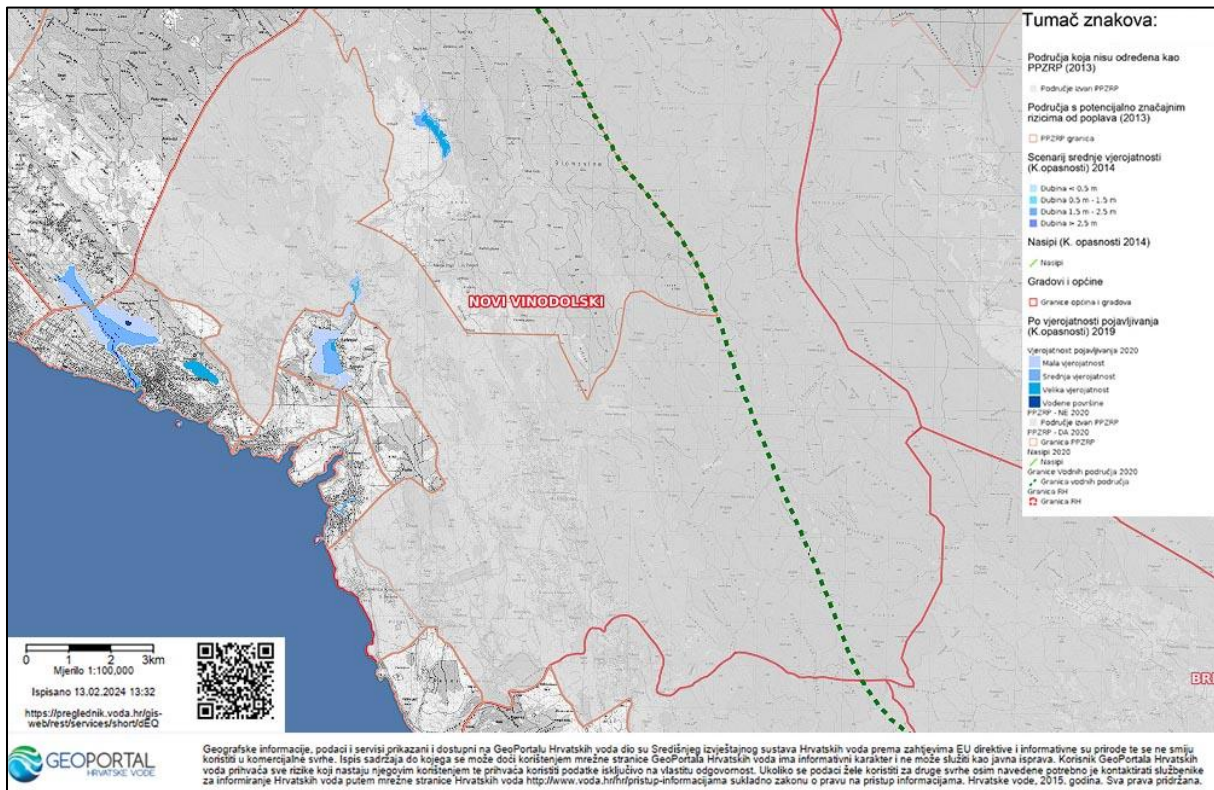 Tumač znakova:
Područja koja nisu određena kao
PPZRP (2013)
Područje izvan PPZRP
Područja s potencijalno značajnim
rizicima od poplava (2013)
PPZRP granica
Scenarij srednje vjerojatnosti
(K.opasnosti) 2014
Dubina < 0.5 m
Dubina 0.5 m - 1.5 m
Dubina 1.5 m - 2.5 m
Dubina > 2.5 m
Nasipi (K. opasnosti 2014)
Nasipi
Gradovi i općine
Granice općina i gradova
Po vjerojatnosti pojavljivanja
(K.opasnosti) 2019
Vjerojatnost pojavljivanja 2020
Mala vjerojatnost
Srednja vjerojatnost
Velika vjerojatnost
Vodene površine
PPZRP - NE 2020
Područje izvan PPZRP
PPZRP - DA 2020
Granica PPZRP
Nasipi 2020
Nasipi
Granice Vodnih područja 2020
Granica vodnih područja
Granica RH
Granica RH
NOVI VINODOLSKI
BRI
0 1 2 3km
Mjerilo 1:100,000
Ispisano 13.02.2024 13:32
https://preglednik.voda.hr/gis-
web/rest/services/short/dEQ
GEOPORTAL
HRVATSKE VODE
Geografske informacije, podaci i servisi prikazani i dostupni na GeoPortalu Hrvatskih voda dio su Središnjeg izvještajnog sustava Hrvatskih voda prema zahtjevima EU direktive i informativne su prirode te se ne smiju
koristiti u komercijalne svrhe. Ispis sadržaja do kojega se može doći korištenjem mrežne stranice GeoPortala Hrvatskih voda ima informativni karakter i ne može služiti kao javna isprava. Korisnik GeoPortala Hrvatskih
voda prihvaća sve rizike koji nastaju njegovim korištenjem te prihvaća koristiti podatke isključivo na vlastitu odgovornost. Ukoliko se podaci žele koristiti za druge svrhe osim navedene potrebno je kontaktirati službenike
za informiranje Hrvatskih voda putem mrežne stranice Hrvatskih voda http://www.voda.hr/hr/pristup-informacijama sukladno zakonu o pravu na pristup informacijama. Hrvatske vode, 2015. godina. Sva prava pridržana.